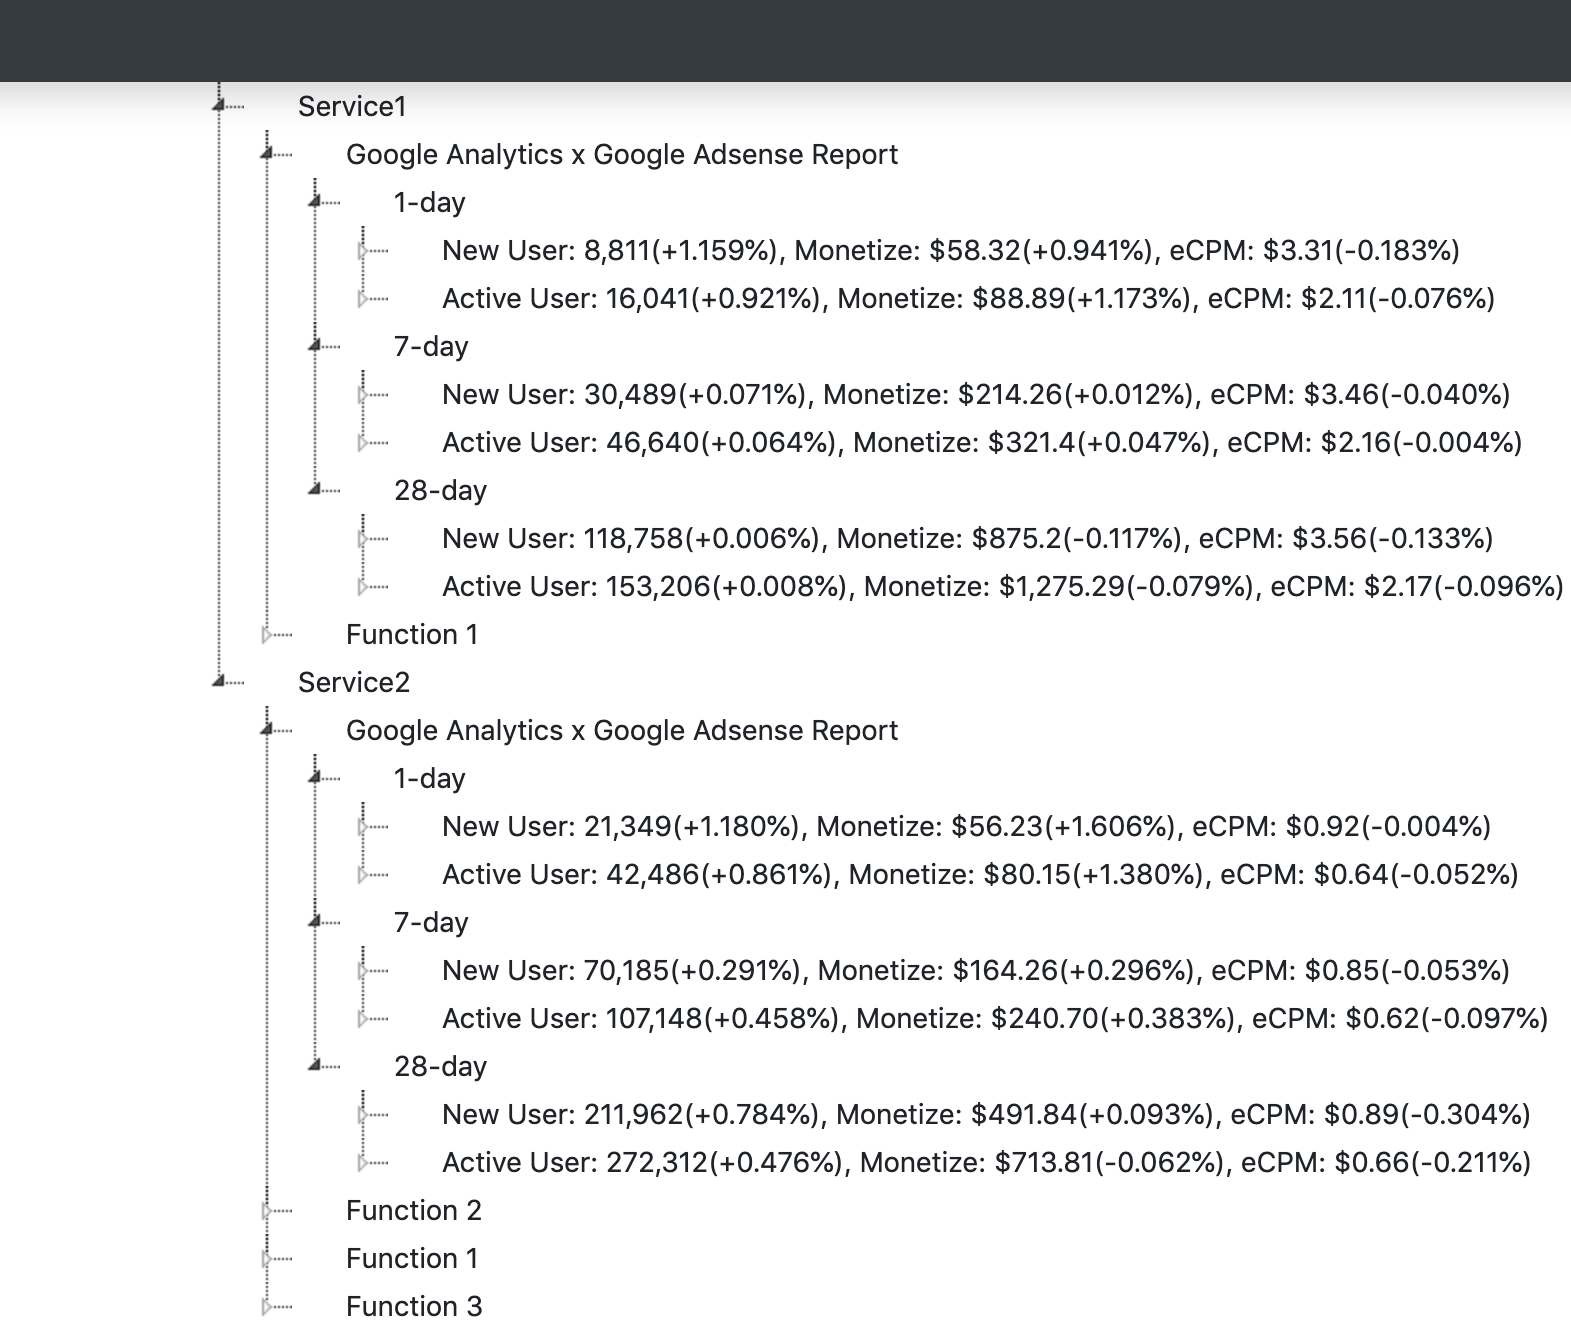 Service1
Google Analytics x Google Adsense Report
1-day
New User: 8,811(+1.159%), Monetize: $58.32(+0.941%), eCPM: $3.31(-0.183%)
Active User: 16,041(+0.921%), Monetize: $88.89(+1.173%), eCPM: $2.11(-0.076%)
7-day
New User: 30,489(+0.071%), Monetize: $214.26(+0.012%), eCPM: $3.46(-0.040%)
Active User: 46,640(+0.064%), Monetize: $321.4(+0.047%), eCPM: $2.16(-0.004%)
28-day
New User: 118,758(+0.006%), Monetize: $875.2(-0.117%), eCPM: $3.56(-0.133%)
Active User: 153,206(+0.008%), Monetize: $1,275.29(-0.079%), eCPM: $2.17(-0.096%)
Function 1
Service2
Google Analytics x Google Adsense Report
1-day
New User: 21,349(+1.180%), Monetize: $56.23(+1.606%), eCPM: $0.92(-0.004%)
Active User: 42,486(+0.861%), Monetize: $80.15(+1.380%), eCPM: $0.64(-0.052%)
7-day
New User: 70,185(+0.291%), Monetize: $164.26(+0.296%), eCPM: $0.85(-0.053%)
Active User: 107,148(+0.458%), Monetize: $240.70(+0.383%), eCPM: $0.62(-0.097%)
28-day
New User: 211,962(+0.784%), Monetize: $491.84(+0.093%), eCPM: $0.89(-0.304%)
Active User: 272,312(+0.476%), Monetize: $713.81(-0.062%), eCPM: $0.66(-0.211%)
Function 2
Function 1
Function 3